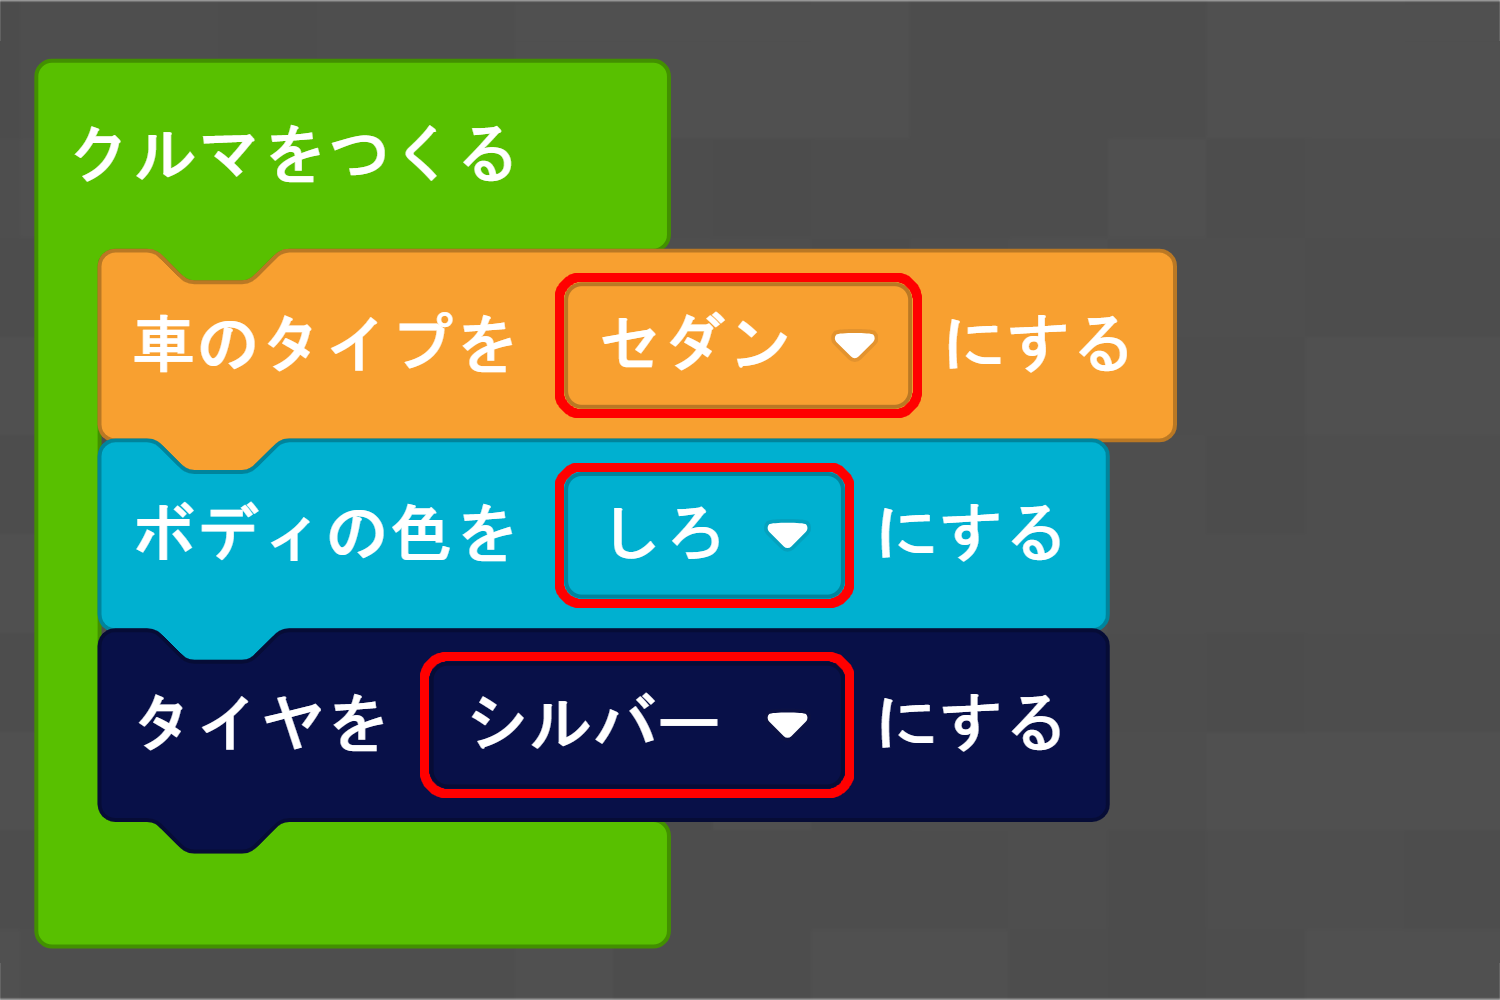 クルマをつくる
車のタイプを セダン にする
ボディの色を しろ にする
タイヤを シルバー にする